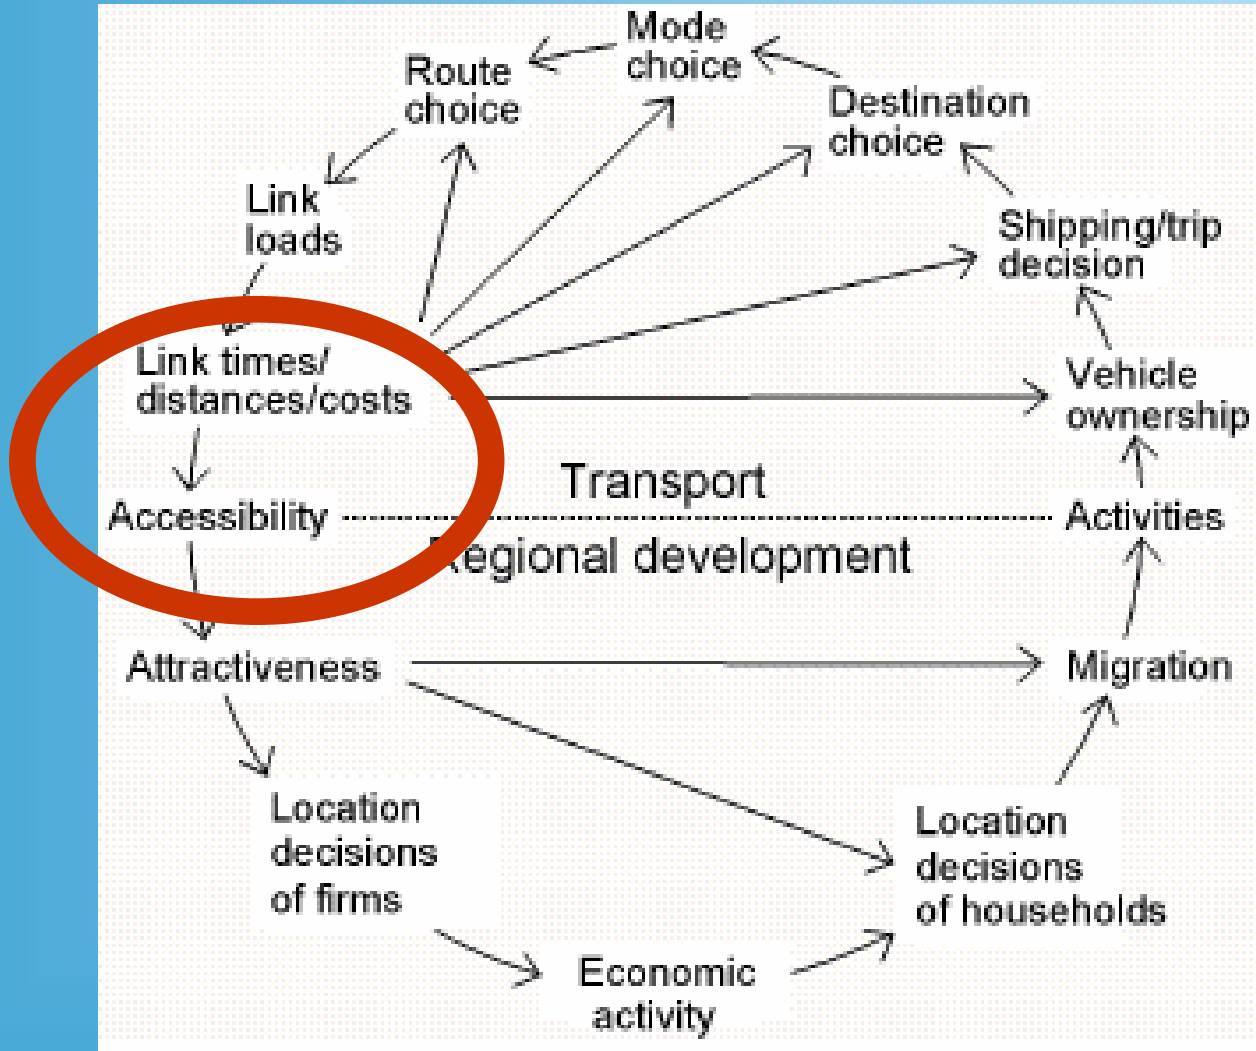 Mode
choice
Route
choice
Destination
choice
Link
loads
Shipping/trip
decision
Link times/
distances/costs
Vehicle
ownership
Transport
Accessibility
Activities
Regional development
Attractiveness
Migration
Location
decisions
of firms
Location
decisions
of households
Economic
activity